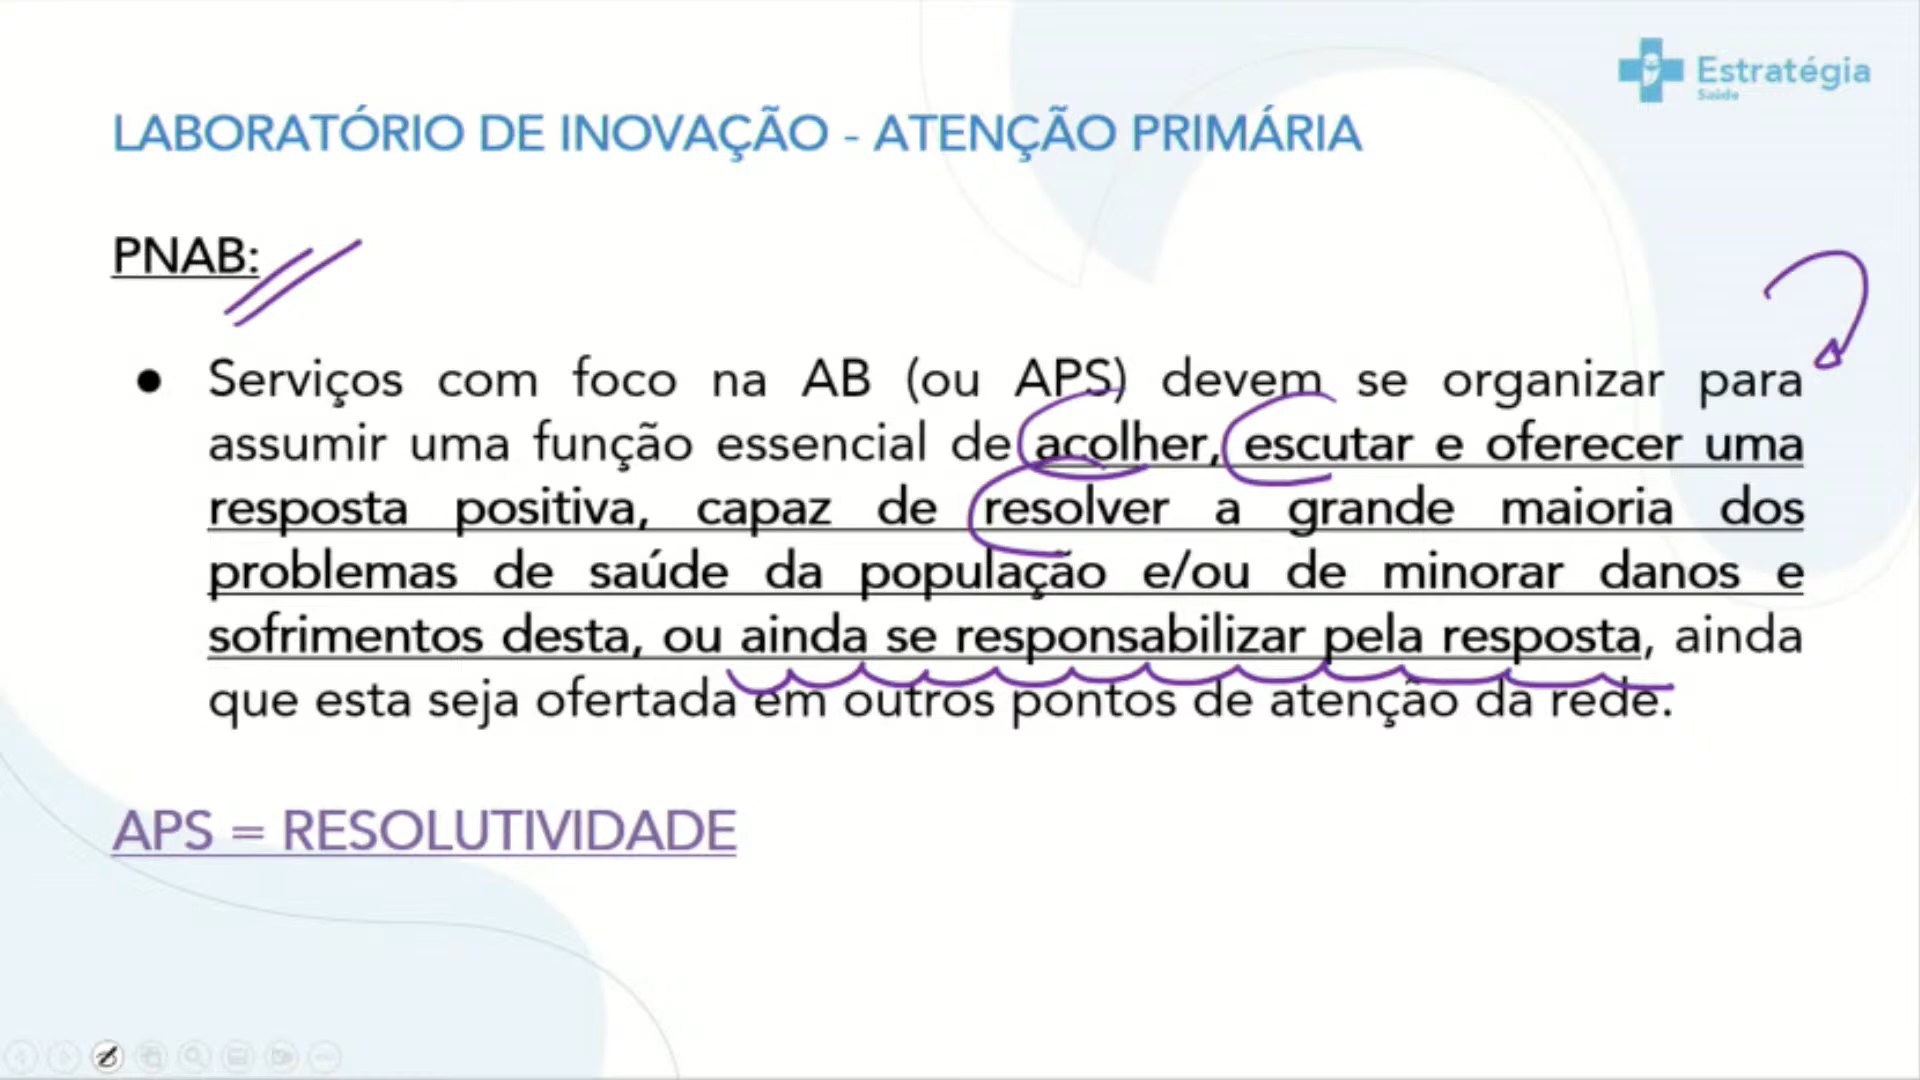 Estratégia
Saúde
LABORATÓRIO DE INOVAÇÃO - ATENÇÃO PRIMÁRIA
PNAB:
● Serviços com foco na AB (ou APS) devem se organizar para
assumir uma função essencial de acolher, escutar e oferecer uma
resposta positiva, capaz de resolver a grande maioria dos
problemas de saúde da população e/ou de minorar danos e
sofrimentos desta, ou ainda se responsabilizar pela resposta, ainda
que esta seja ofertada em outros pontos de atenção da rede.
APS = RESOLUTIVIDADE